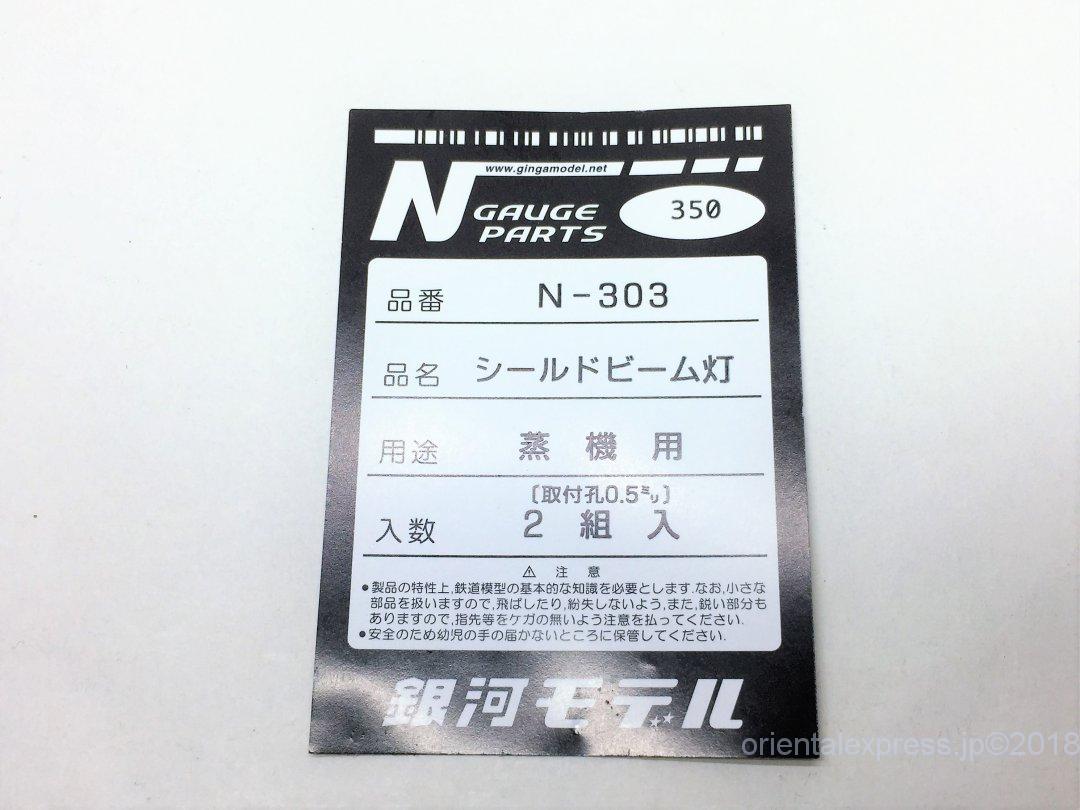 www.gingamodel.net
N GAUGE PARTS
350
品番 N-303
品名 シールドビーム灯
用途 蒸機用
〔取付孔0.5㍉〕
入数 2組入
⚠ 注意
●製品の特性上,鉄道模型の基本的な知識を必要とします.なお,小さな
部品を扱いますので,飛ばしたり,紛失しないよう,また,鋭い部分も
ありますので,指先等をケガの無いよう注意を払ってください.
●安全のため幼児の手の届かないところに保管してください.
銀河モデル
orientalexpress.jp©2018